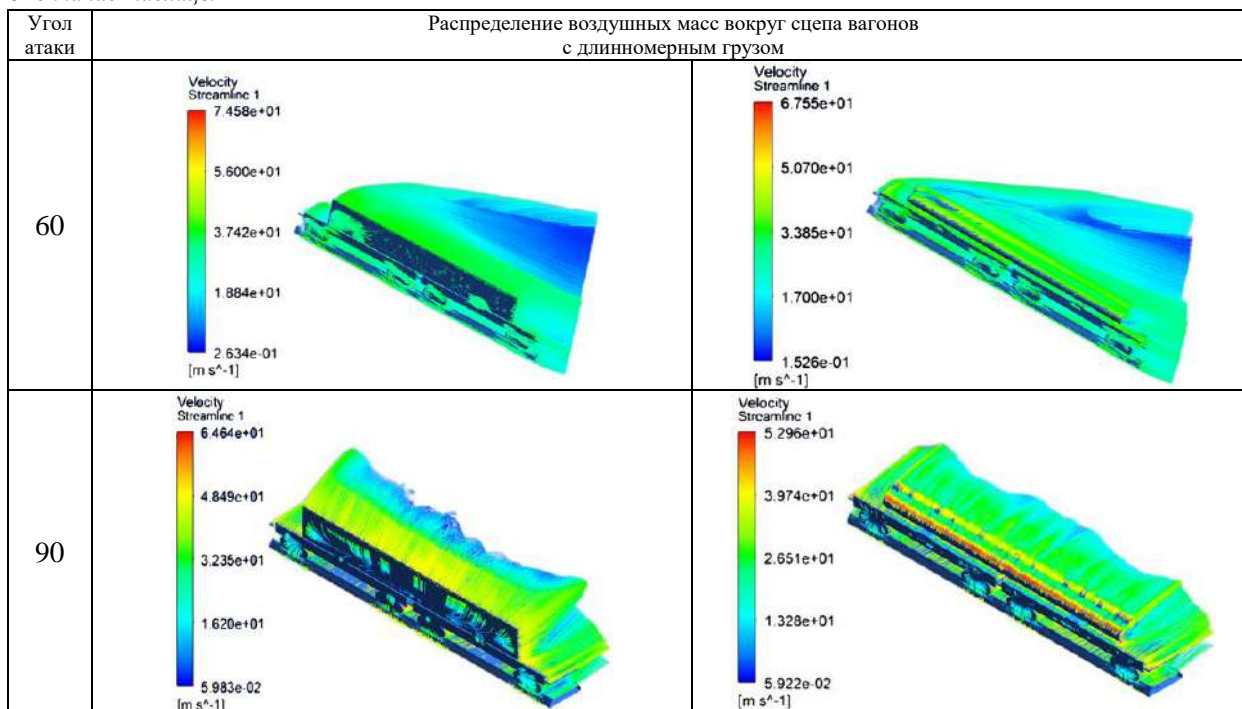 Угол
атаки
Распределение воздушных масс вокруг сцепа вагонов
с длинномерным грузом
60
Velocity
Streamline 1
7.458e+01
5.600e+01
3.742e+01
1.884e+01
2.634e-01
[m s^-1]
Velocity
Streamline 1
6.755e+01
5.070e+01
3.385e+01
1.700e+01
1.526e-01
[m s^-1]
90
Velocity
Streamline 1
6.464e+01
4.849e+01
3.235e+01
1.620e+01
5.983e-02
[m s^-1]
Velocity
Streamline 1
5.296e+01
3.974e+01
2.651e+01
1.328e+01
5.922e-02
[m s^-1]